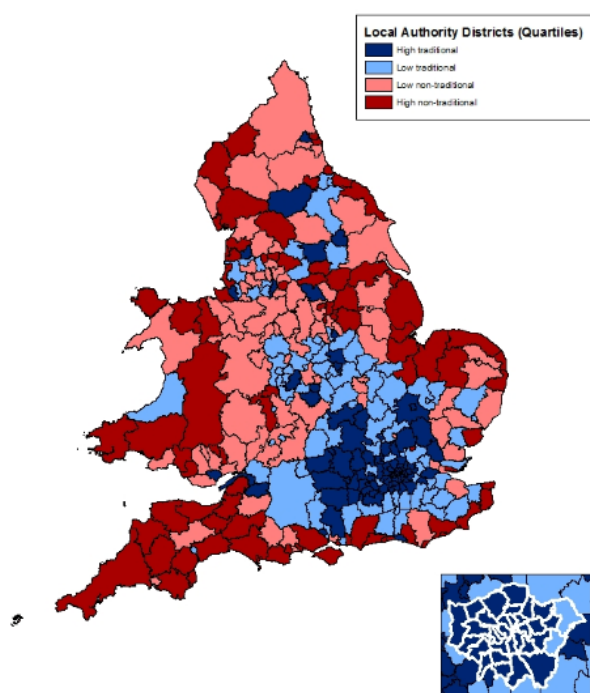 Local Authority Districts (Quartiles)
High traditional
Low traditional
Low non-traditional
High non-traditional